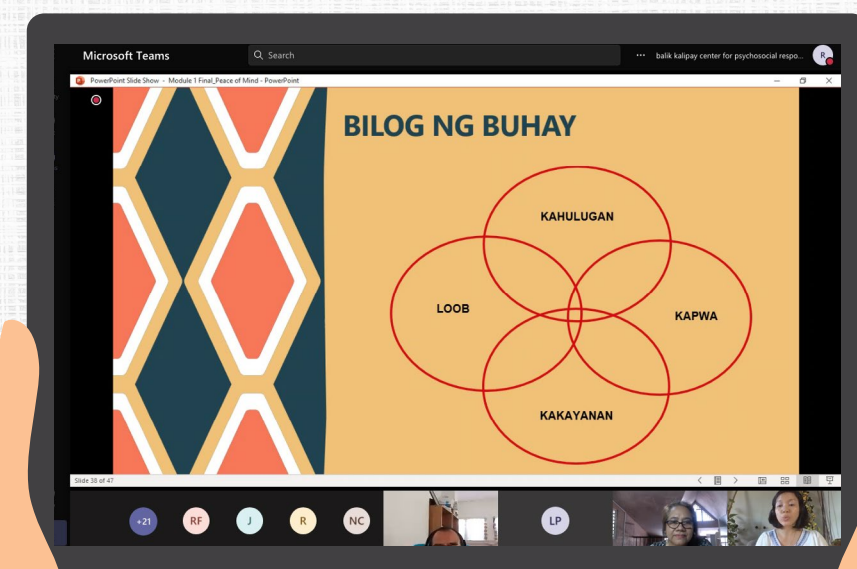 Microsoft Teams
Search
balik kalipay center for psychosocial respo...
R
PowerPoint Slide Show - Module 1 Final_Peace of Mind - PowerPoint
BILOG NG BUHAY
KAHULUGAN
LOOB
KAPWA
KAKAYANAN
Slide 38 of 47
+21
RF
J
R
NC
LP